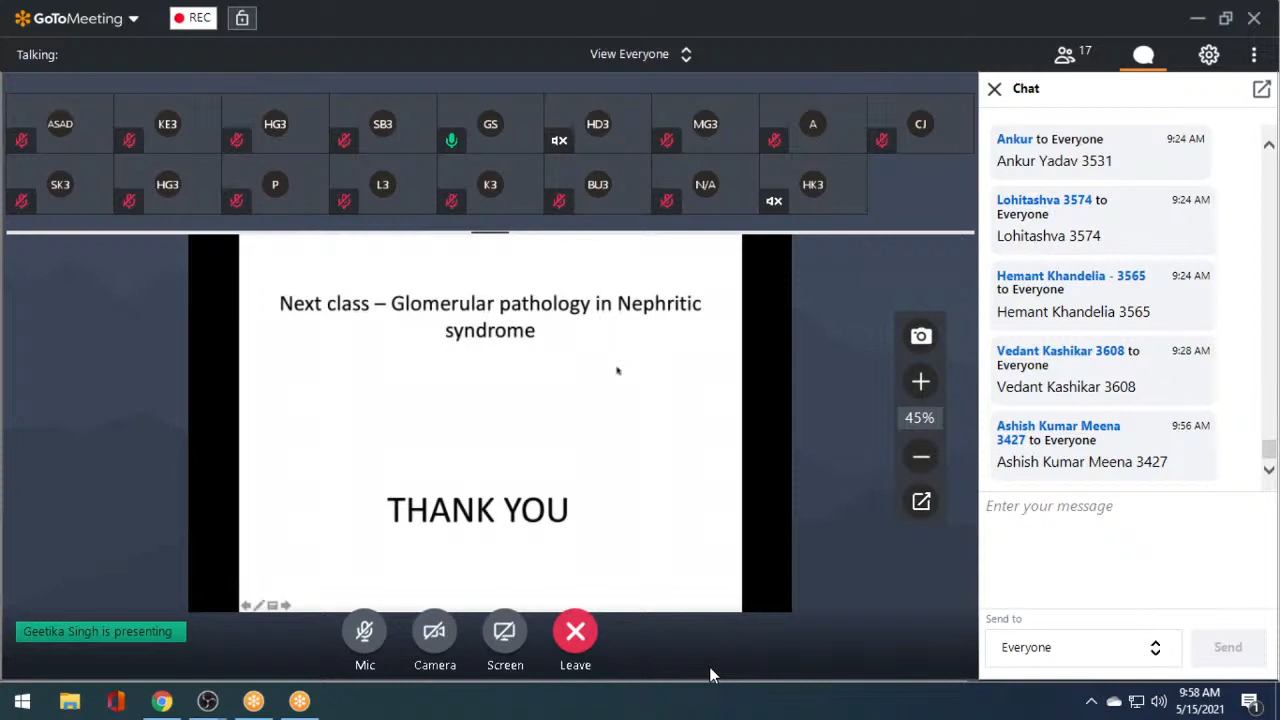 GoToMeeting
REC
Talking:
View Everyone
17
ASAD
KE3
HG3
SB3
GS
HD3
MG3
A
CJ
SK3
HG3
P
L3
K3
BU3
N/A
HK3
Next class – Glomerular pathology in Nephritic
syndrome
THANK YOU
45%
Geetika Singh is presenting
Mic
Camera
Screen
Leave
Chat
Ankur to Everyone 9:24 AM
Ankur Yadav 3531
Lohitashva 3574 to 9:24 AM
Everyone
Lohitashva 3574
Hemant Khandelia - 3565 9:24 AM
to Everyone
Hemant Khandelia 3565
Vedant Kashikar 3608 to 9:28 AM
Everyone
Vedant Kashikar 3608
Ashish Kumar Meena 9:56 AM
3427 to Everyone
Ashish Kumar Meena 3427
Enter your message
Send to
Everyone
Send
9:58 AM
5/15/2021
1